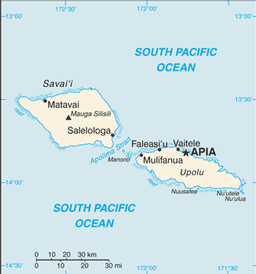 172°30'
172°00'
13°00'
SOUTH PACIFIC
OCEAN
Savai'i
13°30'
13°30'
Matavai
Mauga Silisili
Salelologa
Apolima Strait
Faleasi'u
Vaitele
Manono
APIA
Mulifanua
Upolu
14°00'
14°00'
Nuusafee
Nu'utele
Nu'ulua
SOUTH PACIFIC
OCEAN
0 10 20 30 km
0 10 20 30 mi
172°00'
171°30'